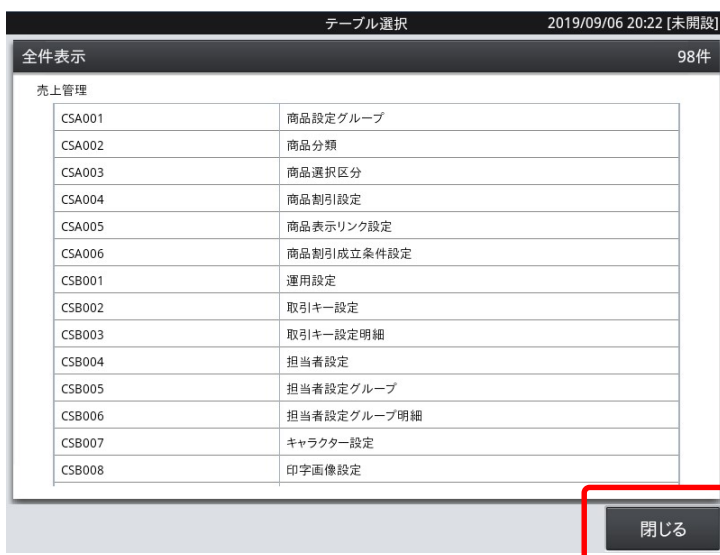 テーブル選択 2019/09/06 20:22 [未開設]
全件表示 98件
売上管理
CSA001 商品設定グループ
CSA002 商品分類
CSA003 商品選択区分
CSA004 商品割引設定
CSA005 商品表示リンク設定
CSA006 商品割引成立条件設定
CSB001 運用設定
CSB002 取引キー設定
CSB003 取引キー設定明細
CSB004 担当者設定
CSB005 担当者設定グループ
CSB006 担当者設定グループ明細
CSB007 キャラクター設定
CSB008 印字画像設定
閉じる